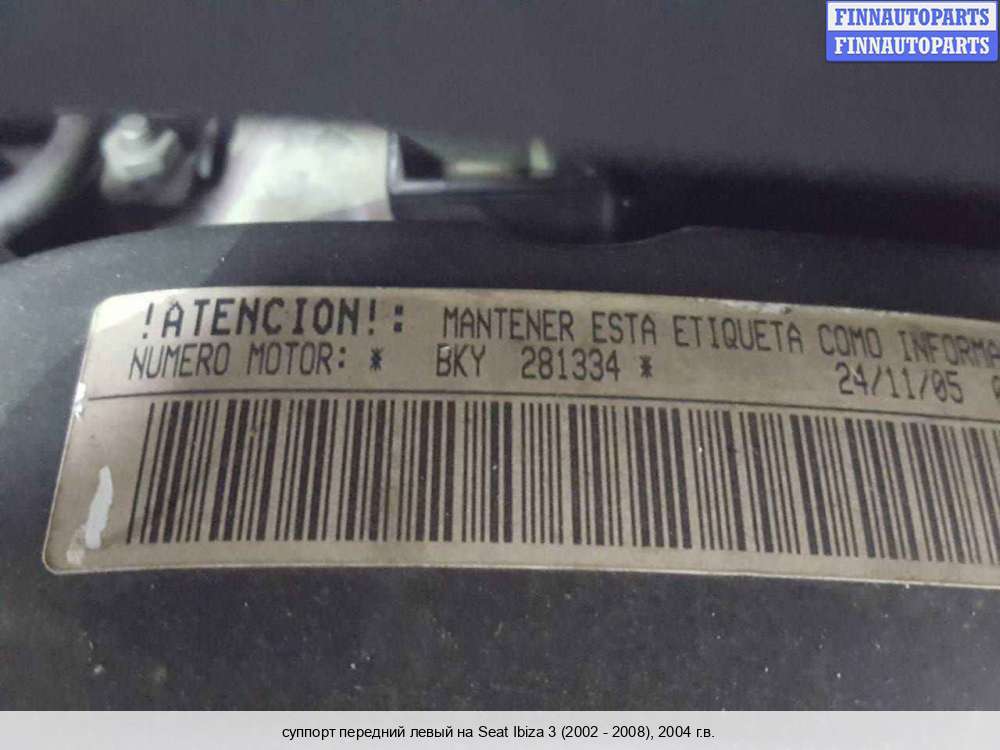 FINNAUTOPARTS
FINNAUTOPARTS
!ATENCION!: MANTENER ESTA ETIQUETA COMO INFORMA
NUMERO MOTOR: * BKY 281334 * 24/11/05
суппорт передний левый на Seat Ibiza 3 (2002 - 2008), 2004 г.в.